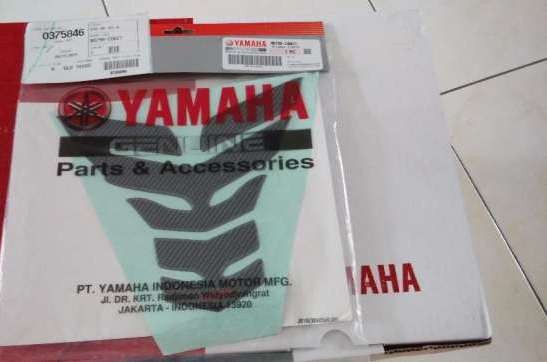 0375846
YAMAHA
YAMAHA
GENUINE
Parts & Accessories
PT. YAMAHA INDONESIA MOTOR MFG.
JL. DR. KRT. Radjiman Widyodiningrat
JAKARTA - INDONESIA 13920
AHA